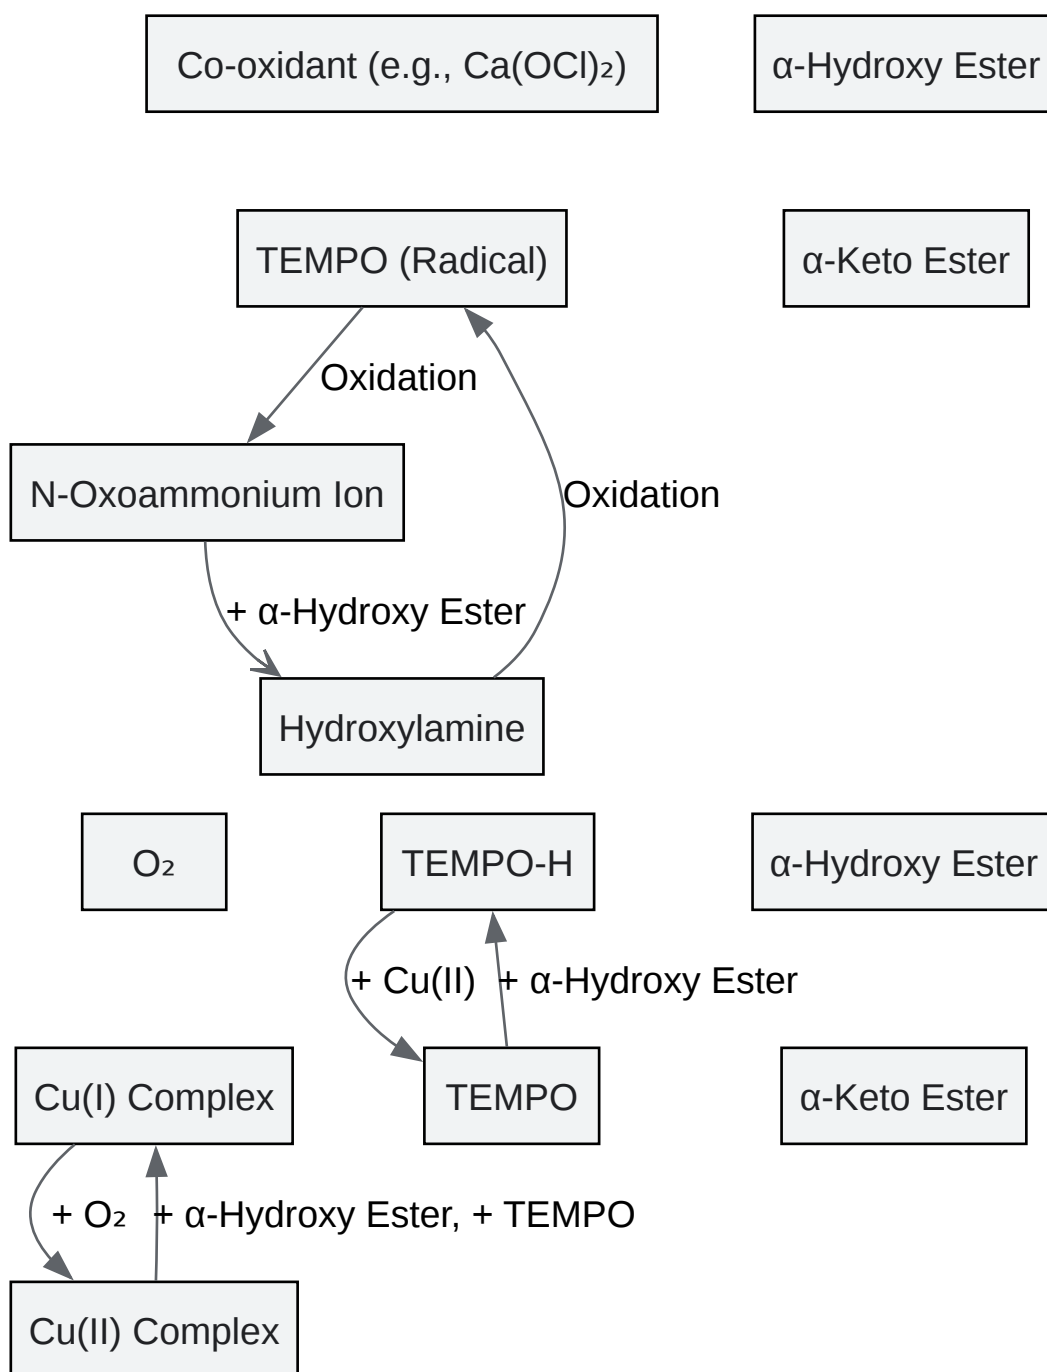 Co-oxidant (e.g., Ca(OCl)₂)
α-Hydroxy Ester
TEMPO (Radical)
α-Keto Ester
Oxidation
N-Oxoammonium Ion
Oxidation
+ α-Hydroxy Ester
Hydroxylamine
O₂
TEMPO-H
α-Hydroxy Ester
+ Cu(II)
+ α-Hydroxy Ester
Cu(I) Complex
TEMPO
α-Keto Ester
+ O₂
+ α-Hydroxy Ester, + TEMPO
Cu(II) Complex